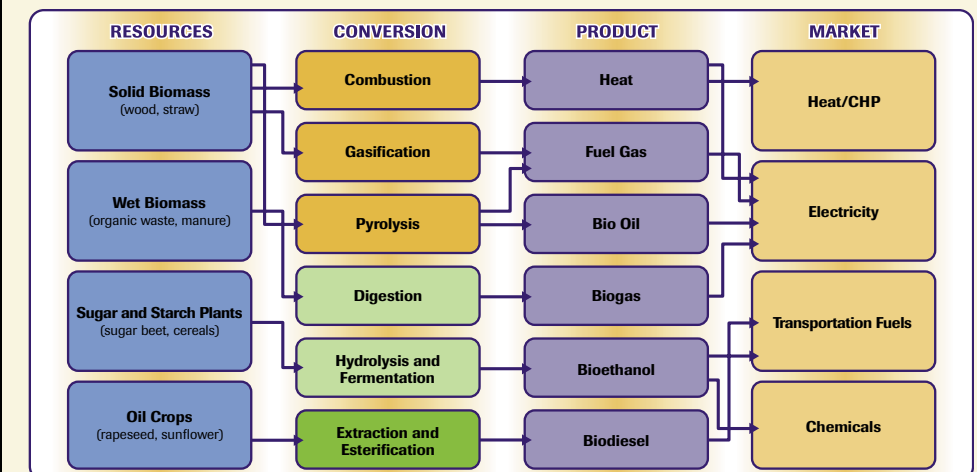 RESOURCES
CONVERSION
PRODUCT
MARKET
Solid Biomass
(wood, straw)
Wet Biomass
(organic waste, manure)
Sugar and Starch Plants
(sugar beet, cereals)
Oil Crops
(rapeseed, sunflower)
Combustion
Gasification
Pyrolysis
Digestion
Hydrolysis and
Fermentation
Extraction and
Esterification
Heat
Fuel Gas
Bio Oil
Biogas
Bioethanol
Biodiesel
Heat/CHP
Electricity
Transportation Fuels
Chemicals